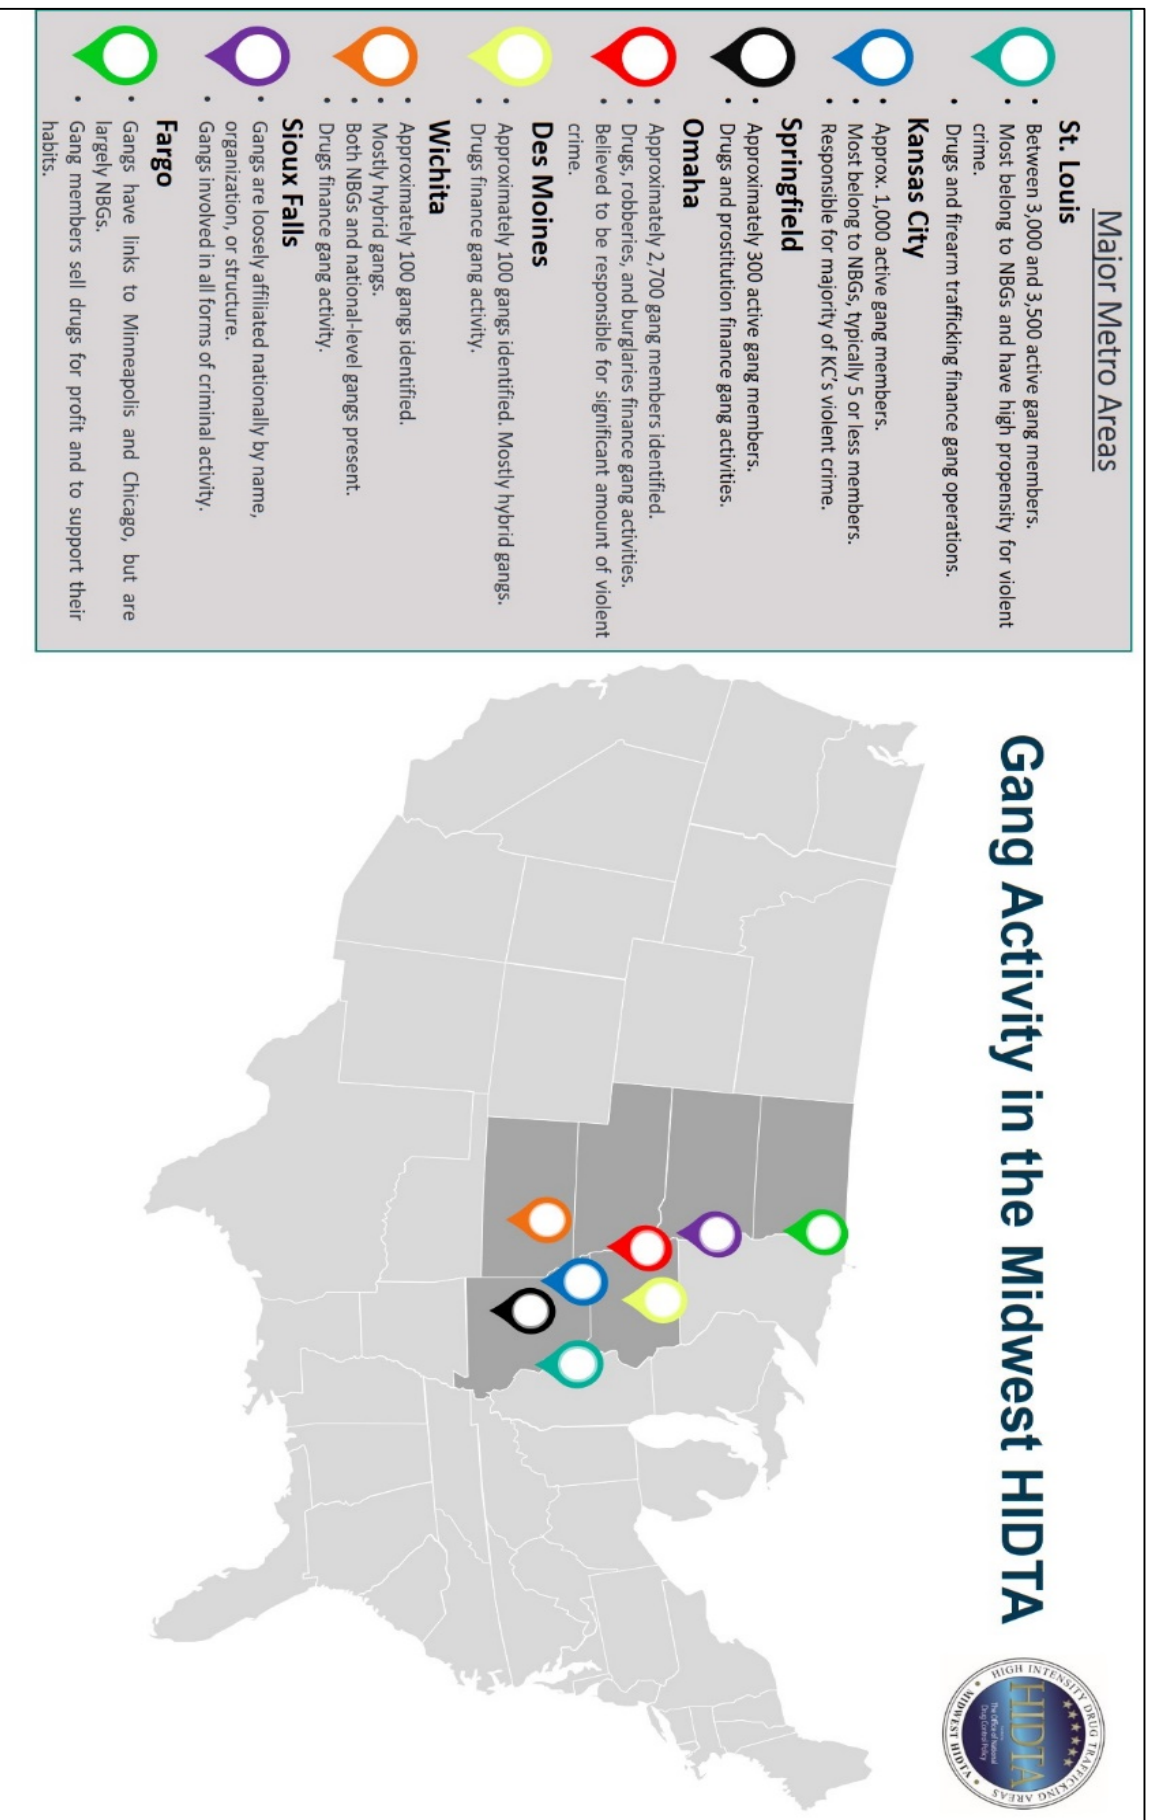 Gang Activity in the Midwest HIDTA
HIGH INTENSITY DRUG TRAFFICKING AREAS
HIDTA
The Office of National
Drug Control Policy
MIDWEST HIDTA
Major Metro Areas
St. Louis
• Between 3,000 and 3,500 active gang members.
• Most belong to NBGs and have high propensity for violent
crime.
• Drugs and firearm trafficking finance gang operations.
Kansas City
• Approx. 1,000 active gang members.
• Most belong to NBGs, typically 5 or less members.
• Responsible for majority of KC's violent crime.
Springfield
• Approximately 300 active gang members.
• Drugs and prostitution finance gang activities.
Omaha
• Approximately 2,700 gang members identified.
• Drugs, robberies, and burglaries finance gang activities.
• Believed to be responsible for significant amount of violent
crime.
Des Moines
• Approximately 100 gangs identified. Mostly hybrid gangs.
• Drugs finance gang activity.
Wichita
• Approximately 100 gangs identified.
• Mostly hybrid gangs.
• Both NBGs and national-level gangs present.
• Drugs finance gang activity.
Sioux Falls
• Gangs are loosely affiliated nationally by name,
organization, or structure.
• Gangs involved in all forms of criminal activity.
Fargo
• Gangs have links to Minneapolis and Chicago, but are
largely NBGs.
• Gang members sell drugs for profit and to support their
habits.